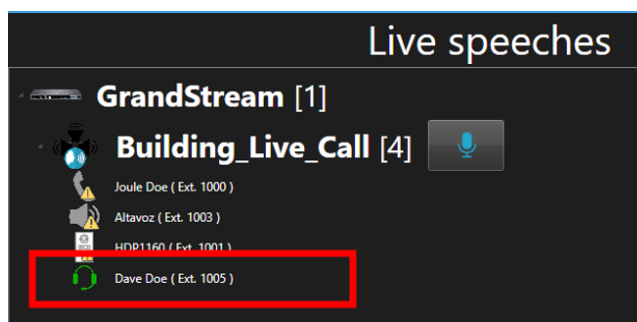 Live speeches
GrandStream [1]
Building_Live_Call [4]
Joule Doe ( Ext. 1000 )
Altavoz ( Ext. 1003 )
HDP1160 ( Ext. 1001 )
Dave Doe ( Ext. 1005 )